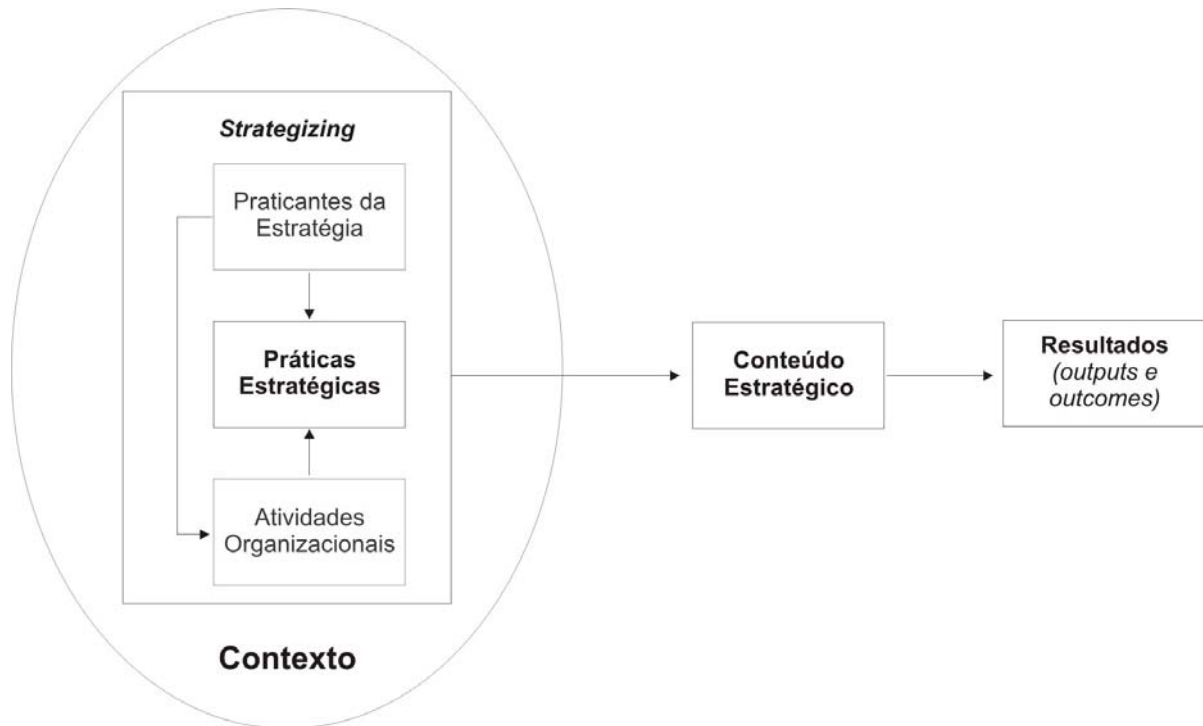 Strategizing
Praticantes da
Estratégia
Práticas
Estratégicas
Atividades
Organizacionais
Contexto
Conteúdo
Estratégico
Resultados
(outputs e
outcomes)